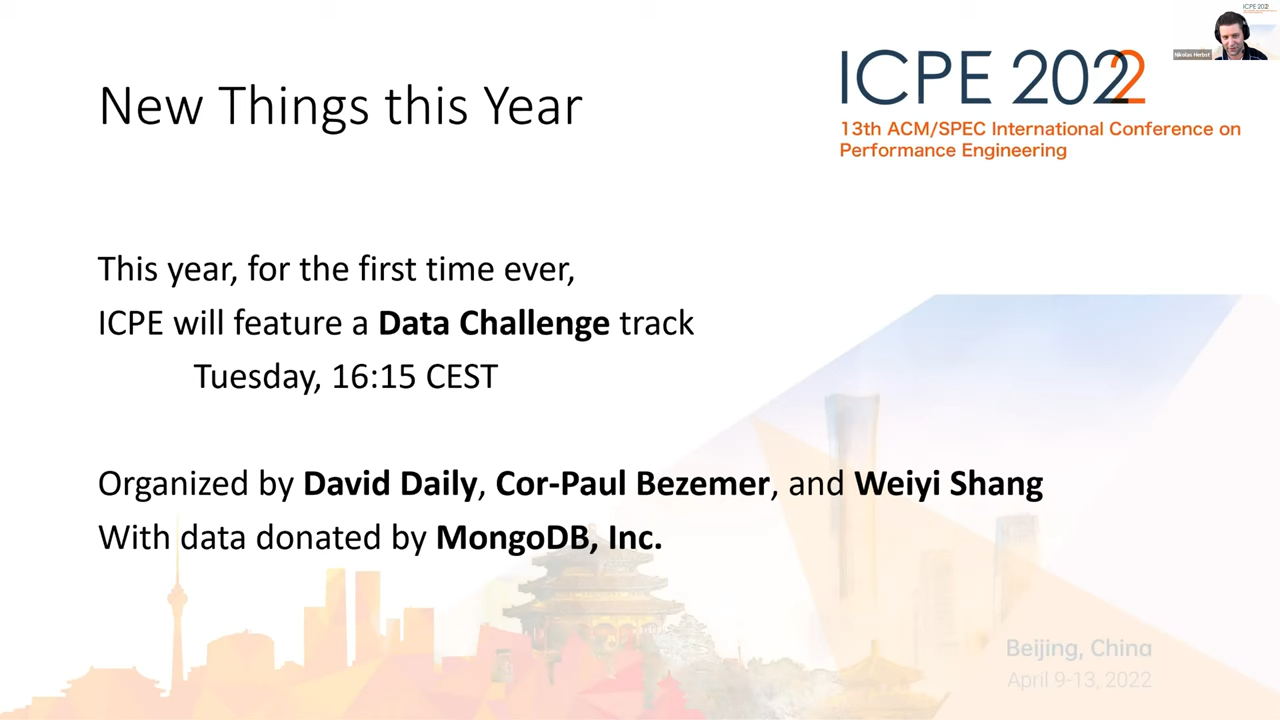 New Things this Year
ICPE 2022
13th ACM/SPEC International Conference on
Performance Engineering
Nikolas Herbst
This year, for the first time ever,
ICPE will feature a Data Challenge track
Tuesday, 16:15 CEST
Organized by David Daily, Cor-Paul Bezemer, and Weiyi Shang
With data donated by MongoDB, Inc.
Beijing, China
April 9-13, 2022